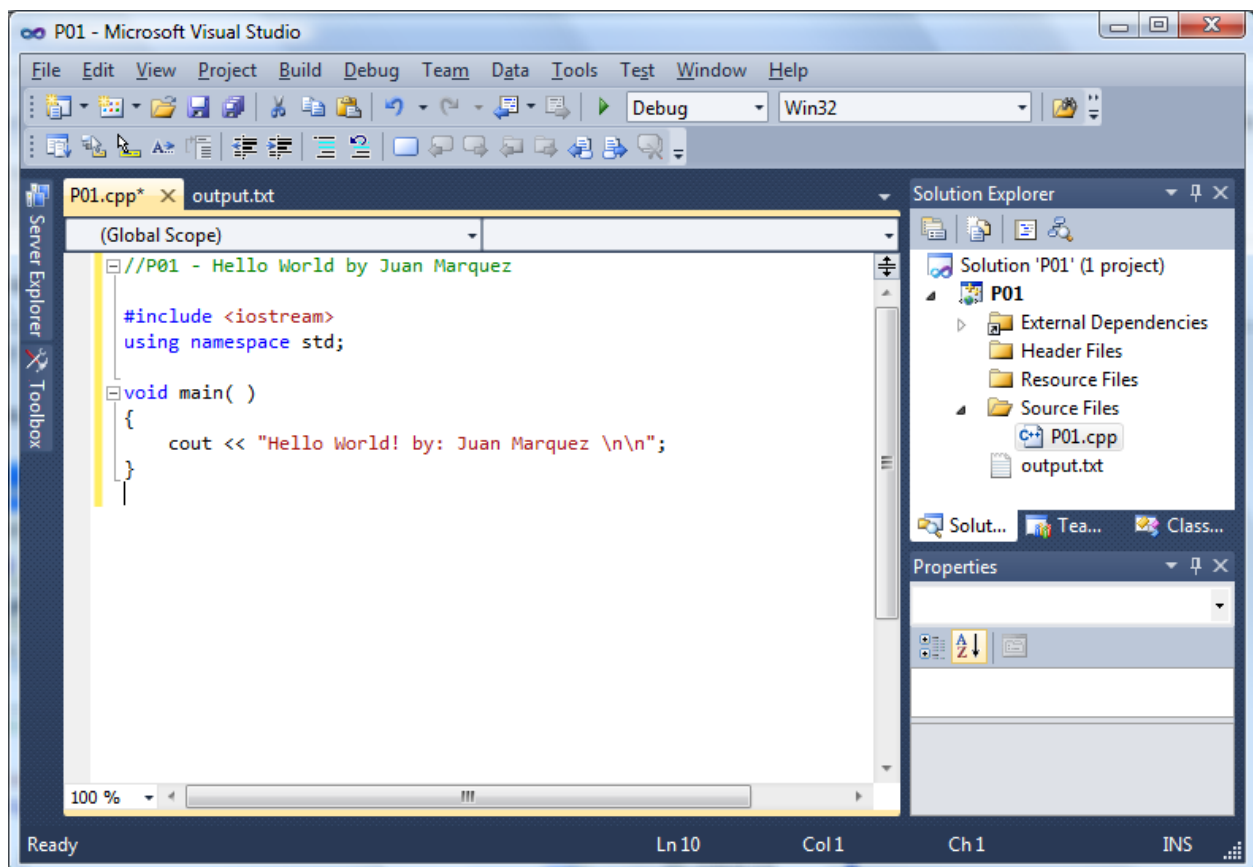 P01 - Microsoft Visual Studio
File Edit View Project Build Debug Team Data Tools Test Window Help
Debug Win32
Server Explorer
Toolbox
P01.cpp* output.txt
(Global Scope)
//P01 - Hello World by Juan Marquez
#include <iostream>
using namespace std;
void main( )
{
cout << "Hello World! by: Juan Marquez \n\n";
}
100 %
Solution Explorer
Solution 'P01' (1 project)
P01
External Dependencies
Header Files
Resource Files
Source Files
P01.cpp
output.txt
Solut... Tea... Class...
Properties
Ready Ln 10 Col 1 Ch 1 INS